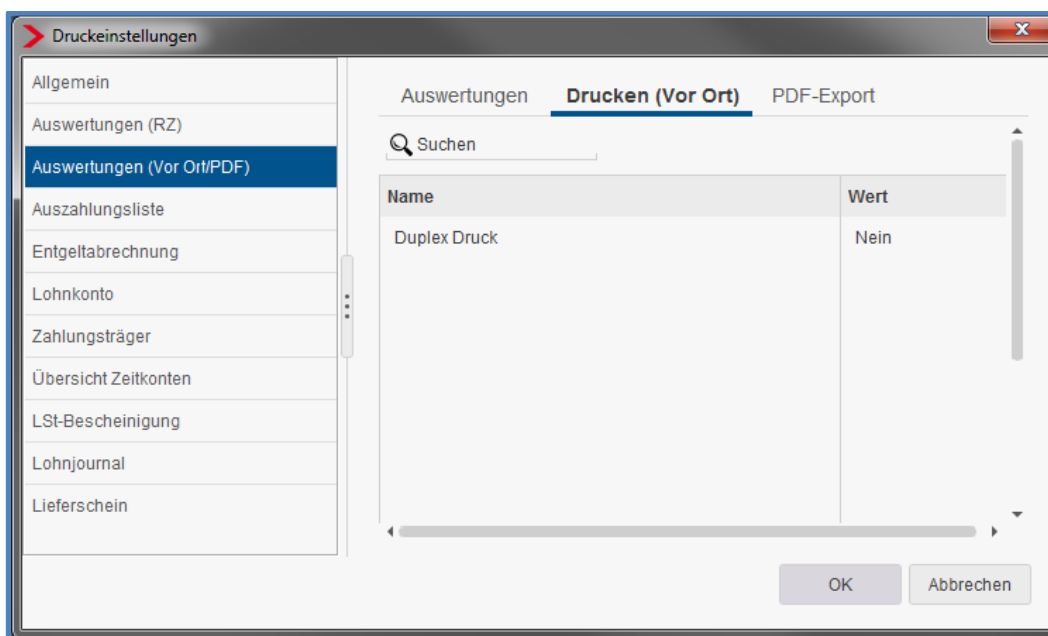 Druckeinstellungen
Allgemein
Auswertungen (RZ)
Auswertungen (Vor Ort/PDF)
Auszahlungsliste
Entgeltabrechnung
Lohnkonto
Zahlungsträger
Übersicht Zeitkonten
LSt-Bescheinigung
Lohnjournal
Lieferschein
Auswertungen Drucken (Vor Ort) PDF-Export
Suchen
Name Wert
Duplex Druck Nein
OK Abbrechen